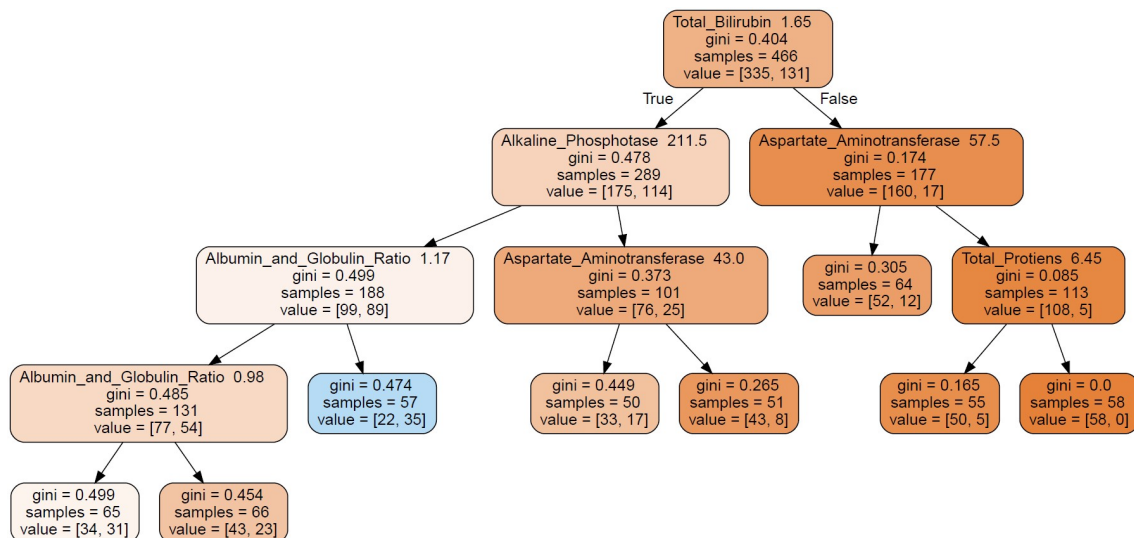 Total_Bilirubin 1.65
gini = 0.404
samples = 466
value = [335, 131]
True
False
Alkaline_Phosphotase 211.5
gini = 0.478
samples = 289
value = [175, 114]
Aspartate_Aminotransferase 57.5
gini = 0.174
samples = 177
value = [160, 17]
Albumin_and_Globulin_Ratio 1.17
gini = 0.499
samples = 188
value = [99, 89]
Aspartate_Aminotransferase 43.0
gini = 0.373
samples = 101
value = [76, 25]
gini = 0.305
samples = 64
value = [52, 12]
Total_Protiens 6.45
gini = 0.085
samples = 113
value = [108, 5]
Albumin_and_Globulin_Ratio 0.98
gini = 0.485
samples = 131
value = [77, 54]
gini = 0.474
samples = 57
value = [22, 35]
gini = 0.449
samples = 50
value = [33, 17]
gini = 0.265
samples = 51
value = [43, 8]
gini = 0.165
samples = 55
value = [50, 5]
gini = 0.0
samples = 58
value = [58, 0]
gini = 0.499
samples = 65
value = [34, 31]
gini = 0.454
samples = 66
value = [43, 23]